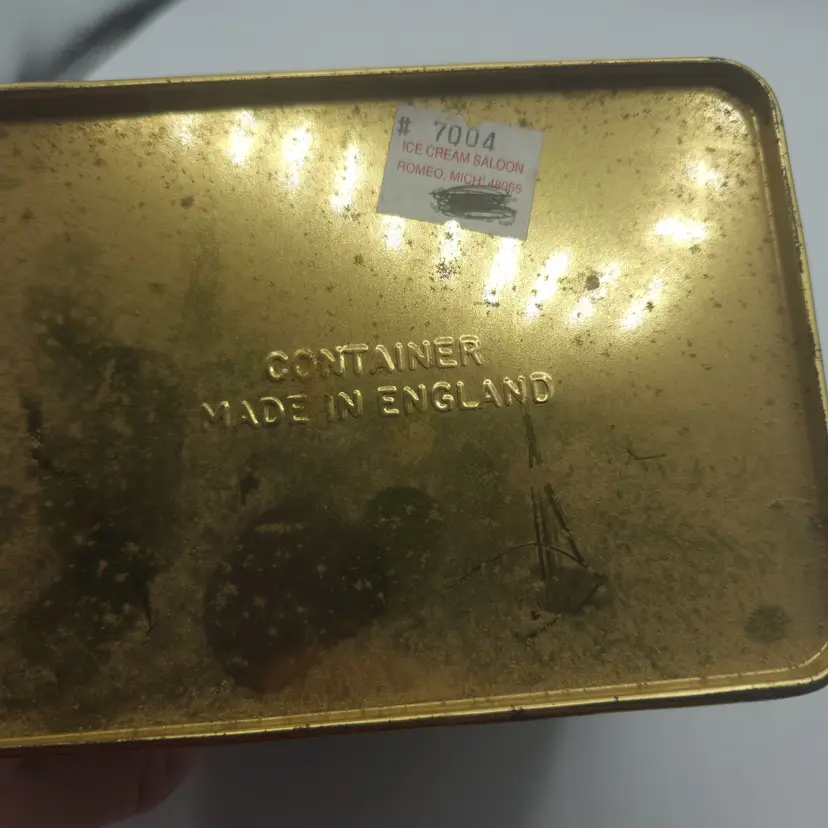 # 7004
ICE CREAM SALOON
ROMEO, MICH. 48065
CONTAINER
MADE IN ENGLAND